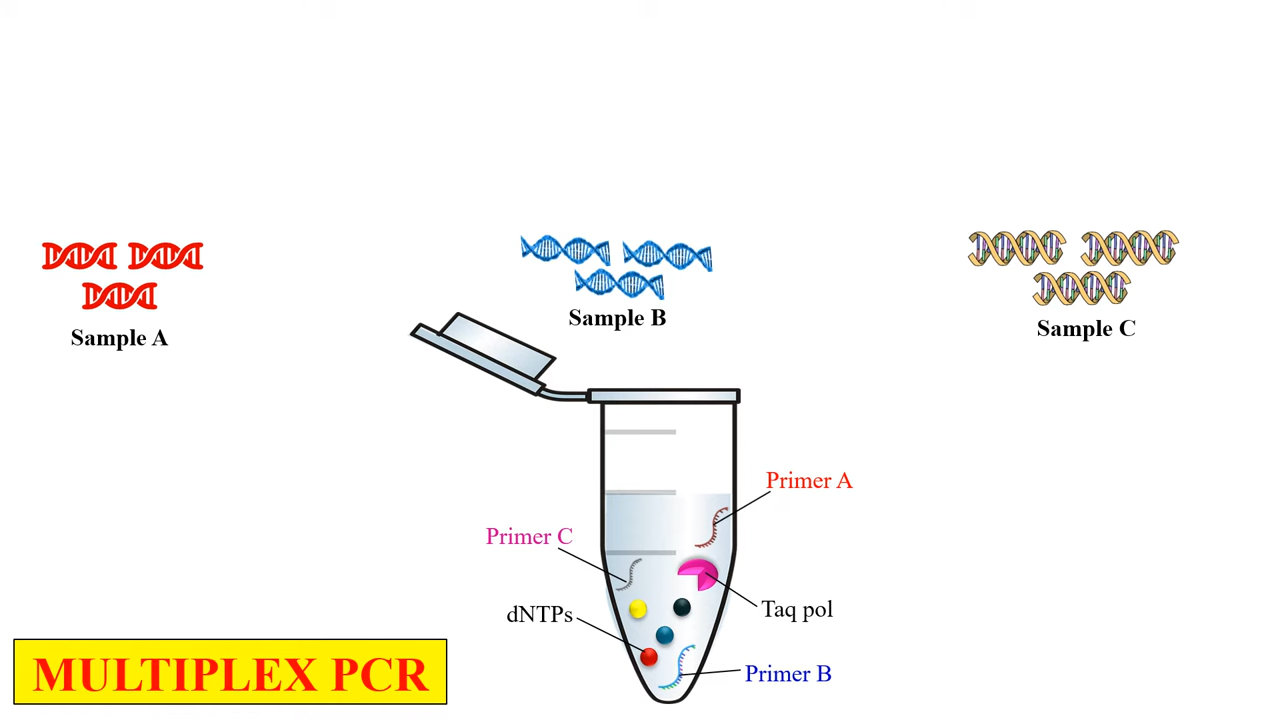 Sample A
Sample B
Sample C
Primer A
Primer C
dNTPs
Taq pol
Primer B
MULTIPLEX PCR